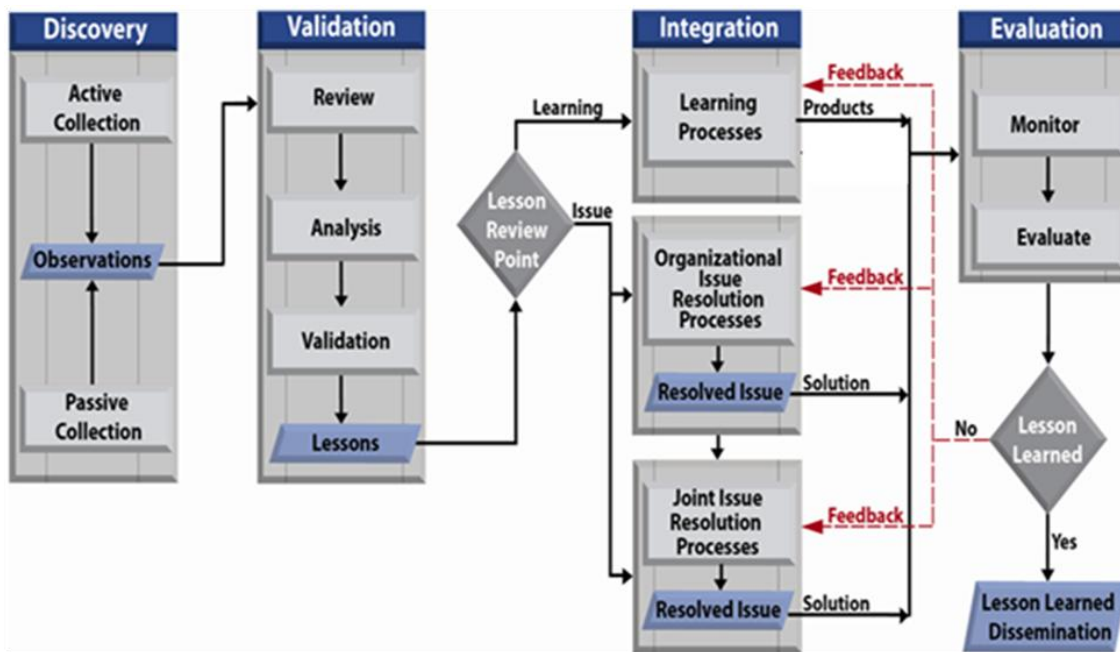 Discovery
Active
Collection
Observations
Passive
Collection
Validation
Review
Analysis
Validation
Lessons
Learning
Lesson
Review
Point
Issue
Integration
Learning
Processes
Products
Organizational
Issue
Resolution
Processes
Resolved Issue
Solution
Joint Issue
Resolution
Processes
Resolved Issue
Solution
Feedback
Feedback
Feedback
Evaluation
Monitor
Evaluate
Lesson
Learned
No
Yes
Lesson Learned
Dissemination